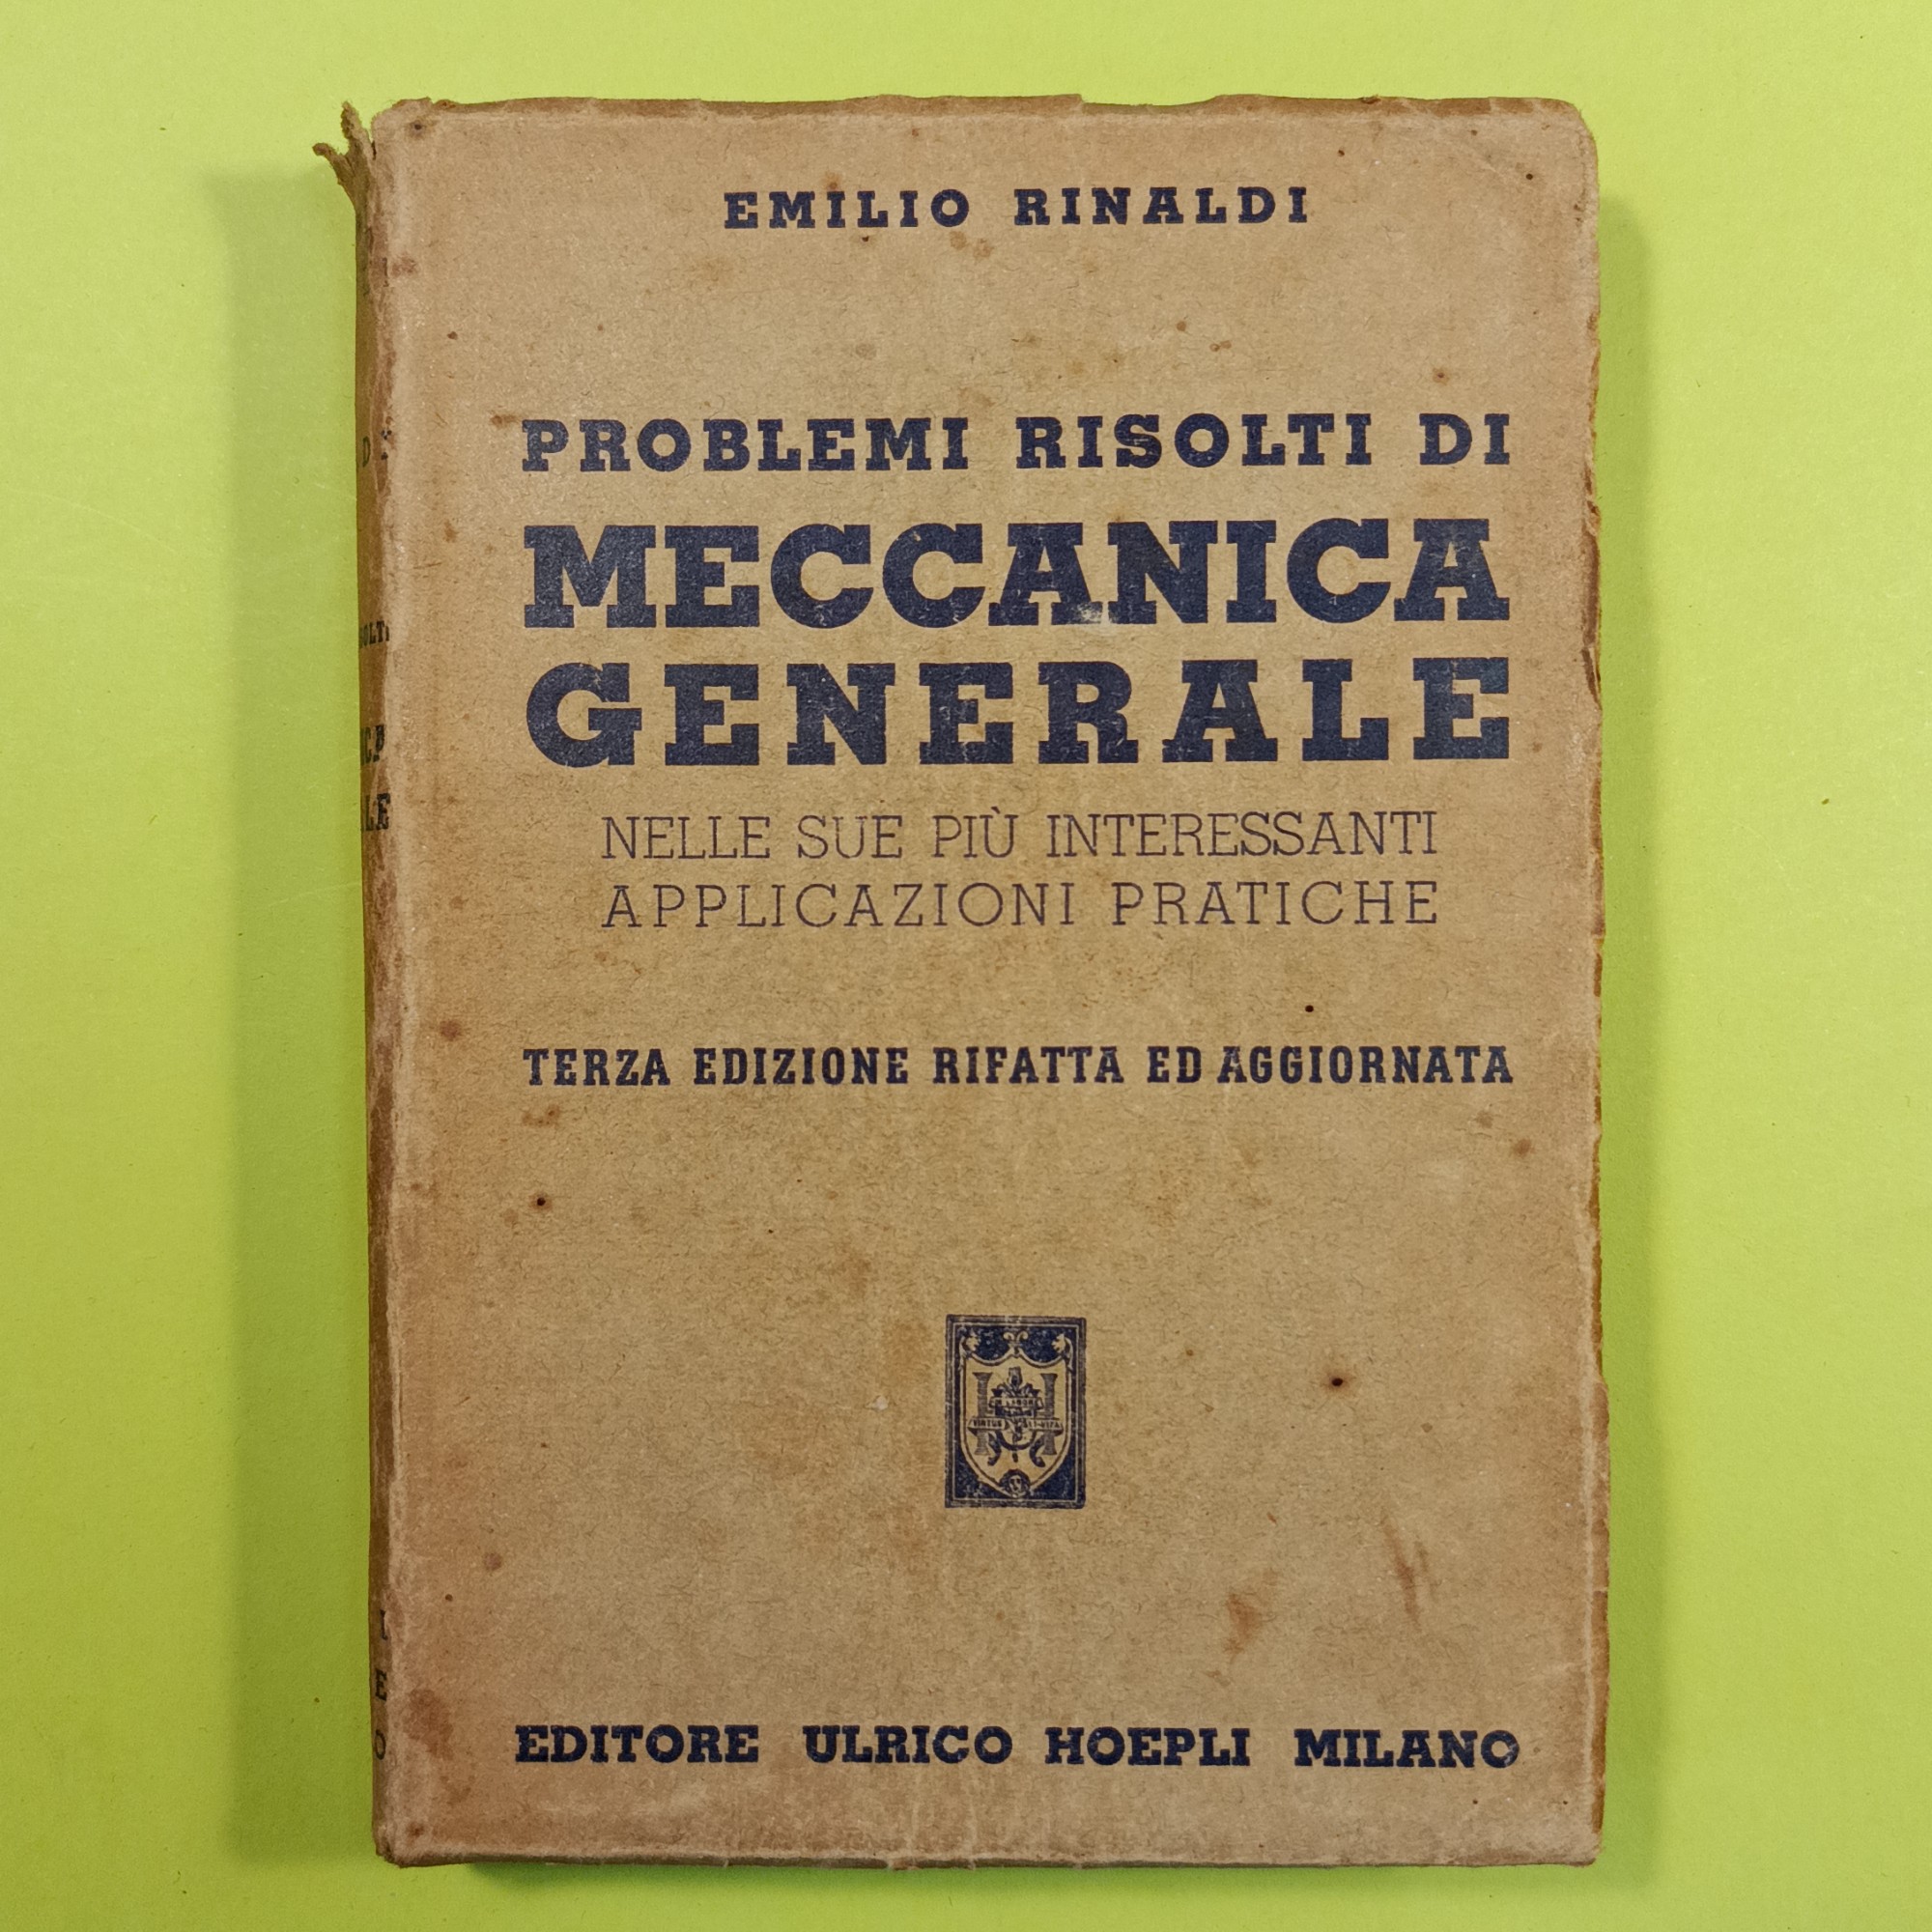 EMILIO RINALDI
PROBLEMI RISOLTI DI
MECCANICA
GENERALE
NELLE SUE PIÙ INTERESSANTI
APPLICAZIONI PRATICHE
TERZA EDIZIONE RIFATTA ED AGGIORNATA
EDITORE ULRICO HOEPLI MILANO